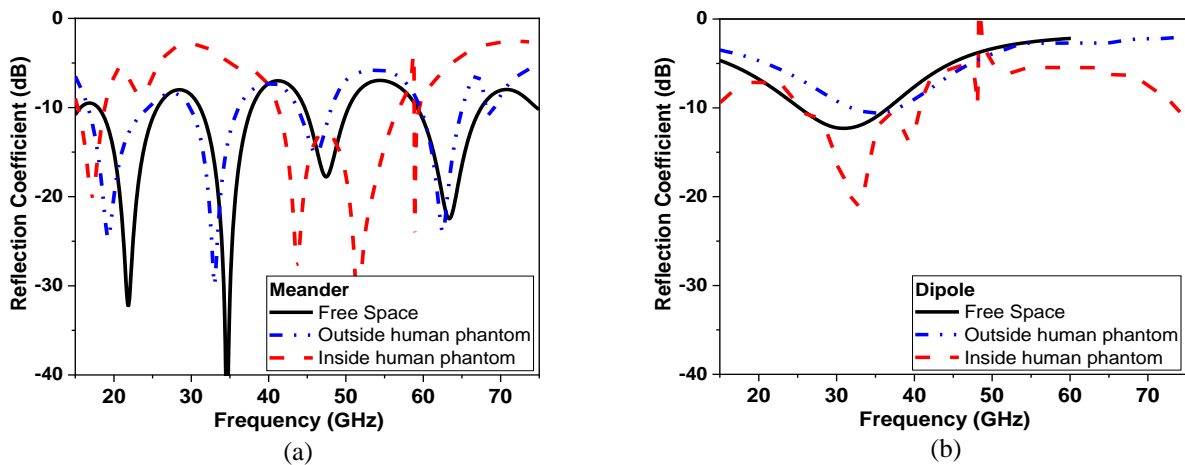 0
-10
-20
-30
-40
Reflection Coefficient (dB)
20 30 40 50 60 70
Frequency (GHz)
Meander
Free Space
Outside human phantom
Inside human phantom
(a)
0
-10
-20
-30
-40
Reflection Coefficient (dB)
20 30 40 50 60 70
Frequency (GHz)
Dipole
Free Space
Outside human phantom
Inside human phantom
(b)